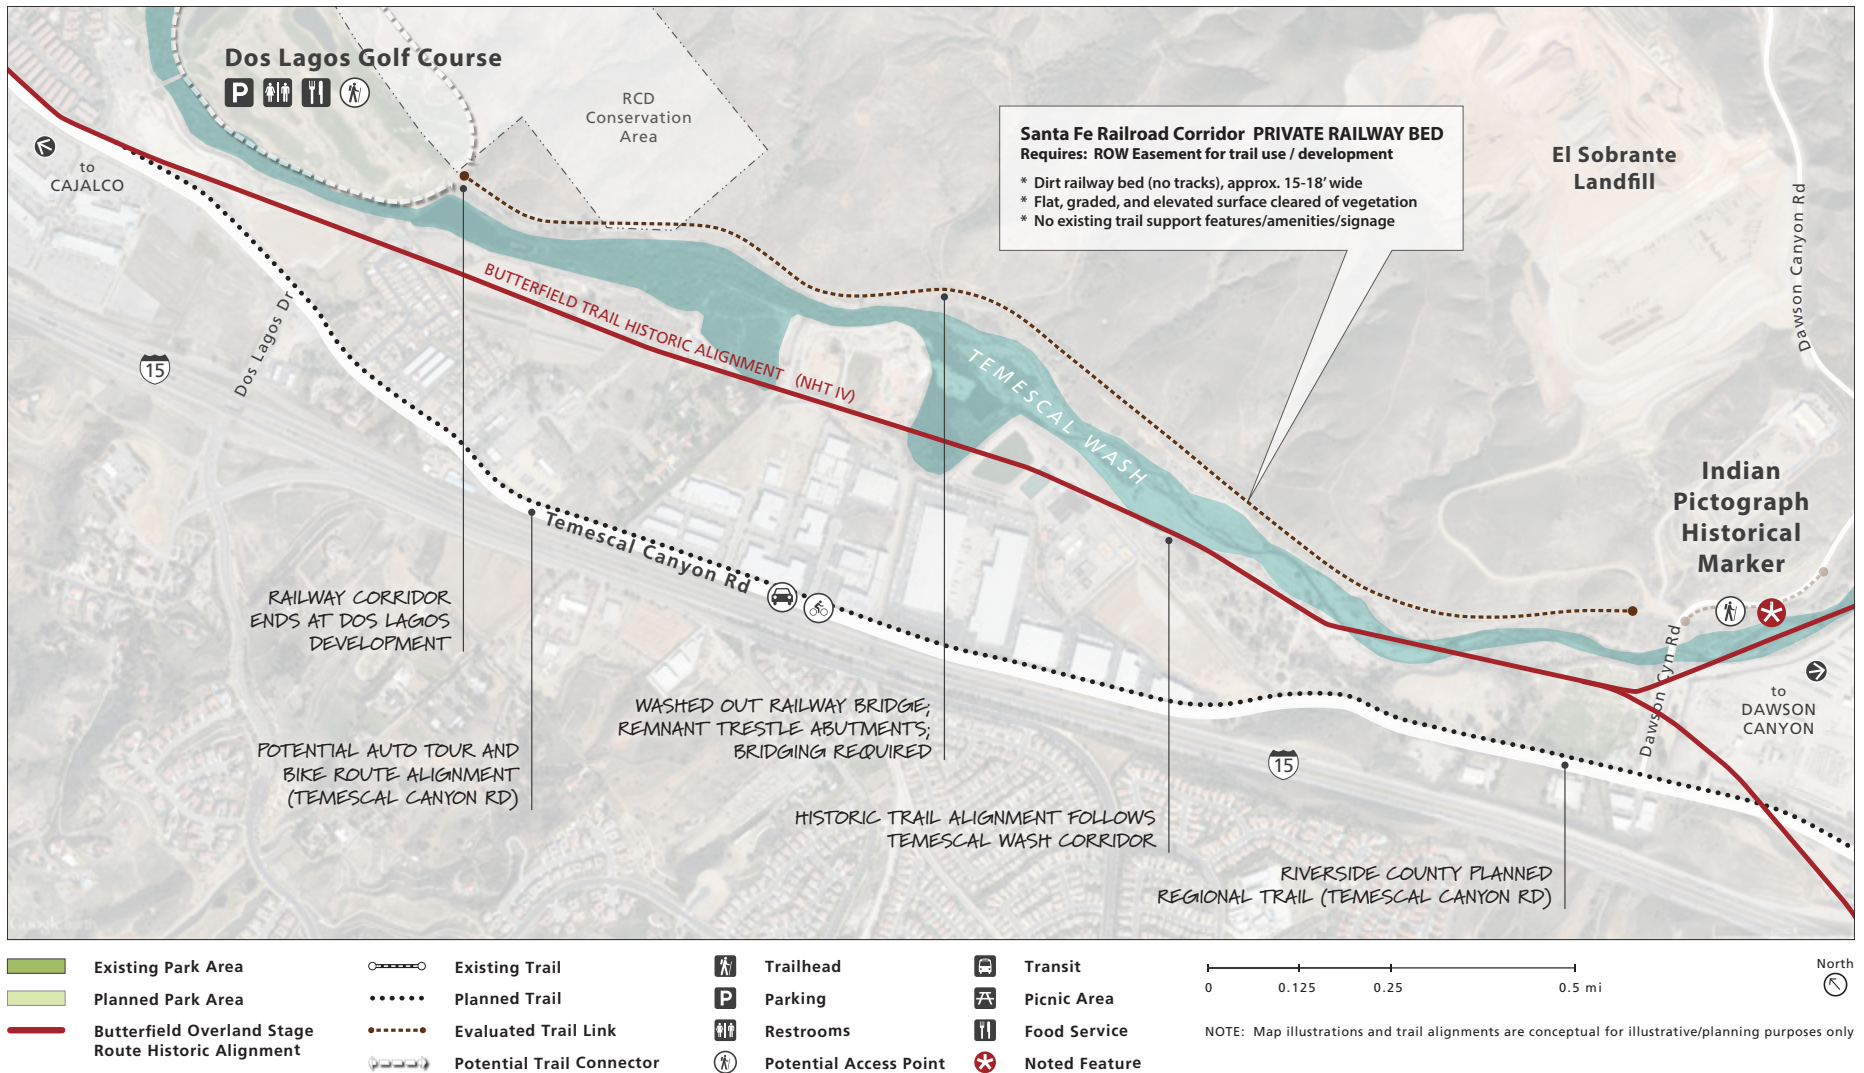 Dos Lagos Golf Course
P
RCD
Conservation
Area
to
CAJALCO
Santa Fe Railroad Corridor  PRIVATE RAILWAY BED
Requires:  ROW Easement for trail use / development
* Dirt railway bed (no tracks), approx. 15-18’ wide
* Flat, graded, and elevated surface cleared of vegetation
* No existing trail support features/amenities/signage
El Sobrante
Landfill
Dawson Canyon Rd
BUTTERFIELD TRAIL HISTORIC ALIGNMENT  (NHT IV)
Dos Lagos Dr
15
TEMESCAL WASH
Indian
Pictograph
Historical
Marker
Temescal Canyon Rd
RAILWAY CORRIDOR
ENDS AT DOS LAGOS
DEVELOPMENT
Dawson Cyn Rd
to
DAWSON
CANYON
WASHED OUT RAILWAY BRIDGE;
REMNANT TRESTLE ABUTMENTS;
BRIDGING REQUIRED
POTENTIAL AUTO TOUR AND
BIKE ROUTE ALIGNMENT
(TEMESCAL CANYON RD)
15
HISTORIC TRAIL ALIGNMENT FOLLOWS
TEMESCAL WASH CORRIDOR
RIVERSIDE COUNTY PLANNED
REGIONAL TRAIL (TEMESCAL CANYON RD)
Existing Park Area
Planned Park Area
Butterfield Overland Stage
Route Historic Alignment
Existing Trail
Planned Trail
Evaluated Trail Link
Potential Trail Connector
Trailhead
P Parking
Restrooms
Potential Access Point
Transit
Picnic Area
Food Service
Noted Feature
0 0.125 0.25 0.5 mi
North
NOTE:  Map illustrations and trail alignments are conceptual for illustrative/planning purposes only